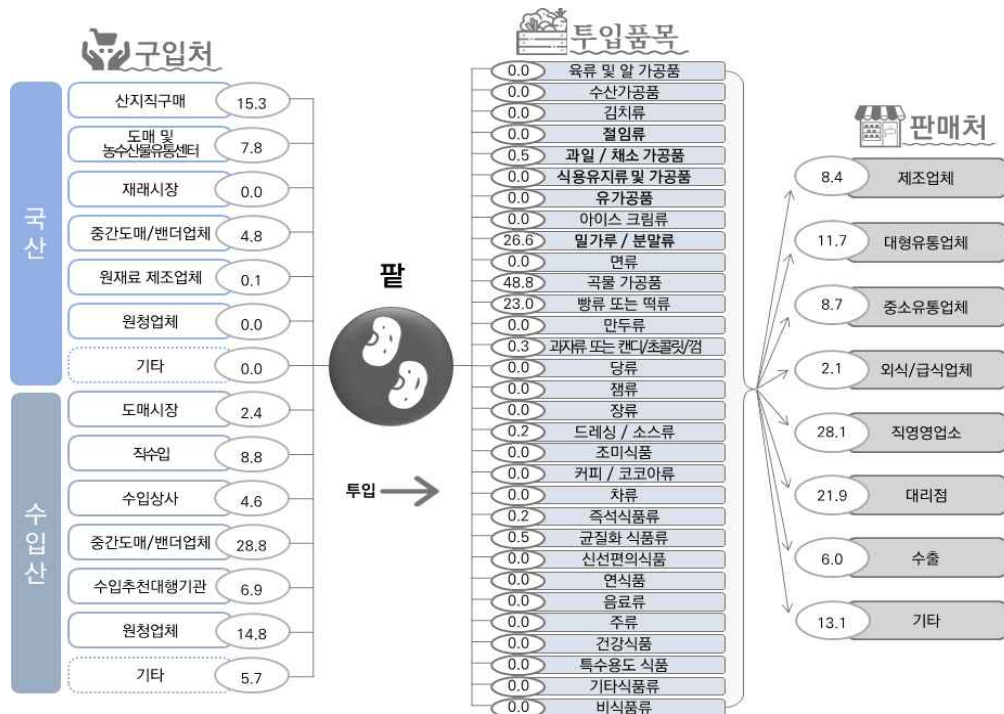 구입처
국산
산지직구매 15.3
도매 및
농수산물유통센터 7.8
재래시장 0.0
중간도매/밴더업체 4.8
원재료 제조업체 0.1
원청업체 0.0
기타 0.0
수입산
도매시장 2.4
직수입 8.8
수입상사 4.6
중간도매/밴더업체 28.8
수입추천대행기관 6.9
원청업체 14.8
기타 5.7
팥
투입
투입품목
0.0 육류 및 알 가공품
0.0 수산가공품
0.0 김치류
0.0 절임류
0.5 과일 / 채소 가공품
0.0 식용유지류 및 가공품
0.0 유가공품
0.0 아이스 크림류
26.6 밀가루 / 분말류
0.0 면류
48.8 곡물 가공품
23.0 빵류 또는 떡류
0.0 만두류
0.3 과자류 또는 캔디/초콜릿/껌
0.0 당류
0.0 잼류
0.0 장류
0.2 드레싱 / 소스류
0.0 조미식품
0.0 커피 / 코코아류
0.0 차류
0.2 즉석식품류
0.5 균질화 식품류
0.0 신선편의식품
0.0 연식품
0.0 음료류
0.0 주류
0.0 건강식품
0.0 특수용도 식품
0.0 기타식품류
0.0 비식품류
판매처
8.4 제조업체
11.7 대형유통업체
8.7 중소유통업체
2.1 외식/급식업체
28.1 직영영업소
21.9 대리점
6.0 수출
13.1 기타